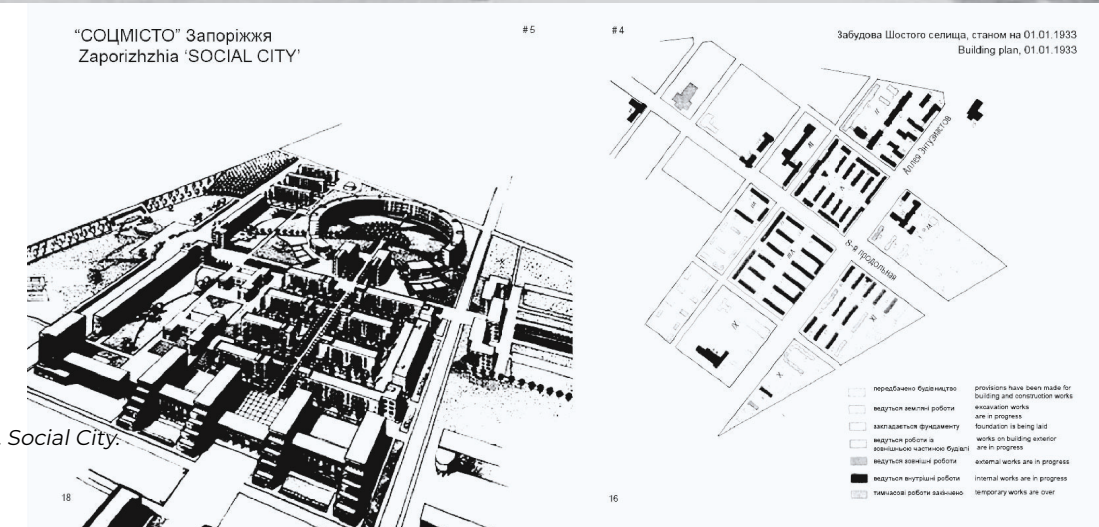 "СОЦМІСТО" Запоріжжя
Zaporizhzhia ‘SOCIAL CITY’
#5
Social City.
18
#4
Забудова Шостого селища, станом на 01.01.1933
Building plan, 01.01.1933
Аллея Энтузиастов
8-я продольная
V
VIII
IX
X
XI
передбачено будівництво
provisions have been made for
building and construction works
ведуться земляні роботи
excavation works
are in progress
закладається фундамент
foundation is being laid
ведуться роботи із
зовнішньою частиною будівлі
works on building exterior
are in progress
ведуться зовнішні роботи
external works are in progress
ведуться внутрішні роботи
internal works are in progress
тимчасові роботи закінчено
temporary works are over
16